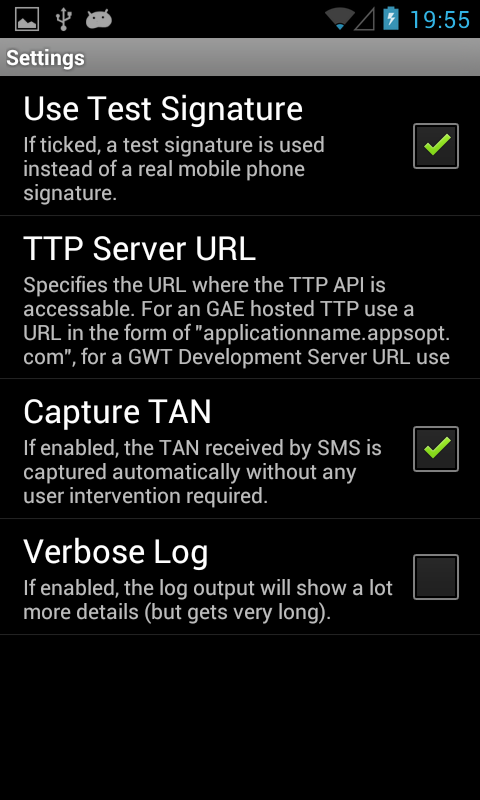 19:55
Settings
Use Test Signature
If ticked, a test signature is used
instead of a real mobile phone
signature.
TTP Server URL
Specifies the URL where the TTP API is
accessable. For an GAE hosted TTP use a
URL in the form of "applicationname.appsopt.
com", for a GWT Development Server URL use
Capture TAN
If enabled, the TAN received by SMS is
captured automatically without any
user intervention required.
Verbose Log
If enabled, the log output will show a lot
more details (but gets very long).